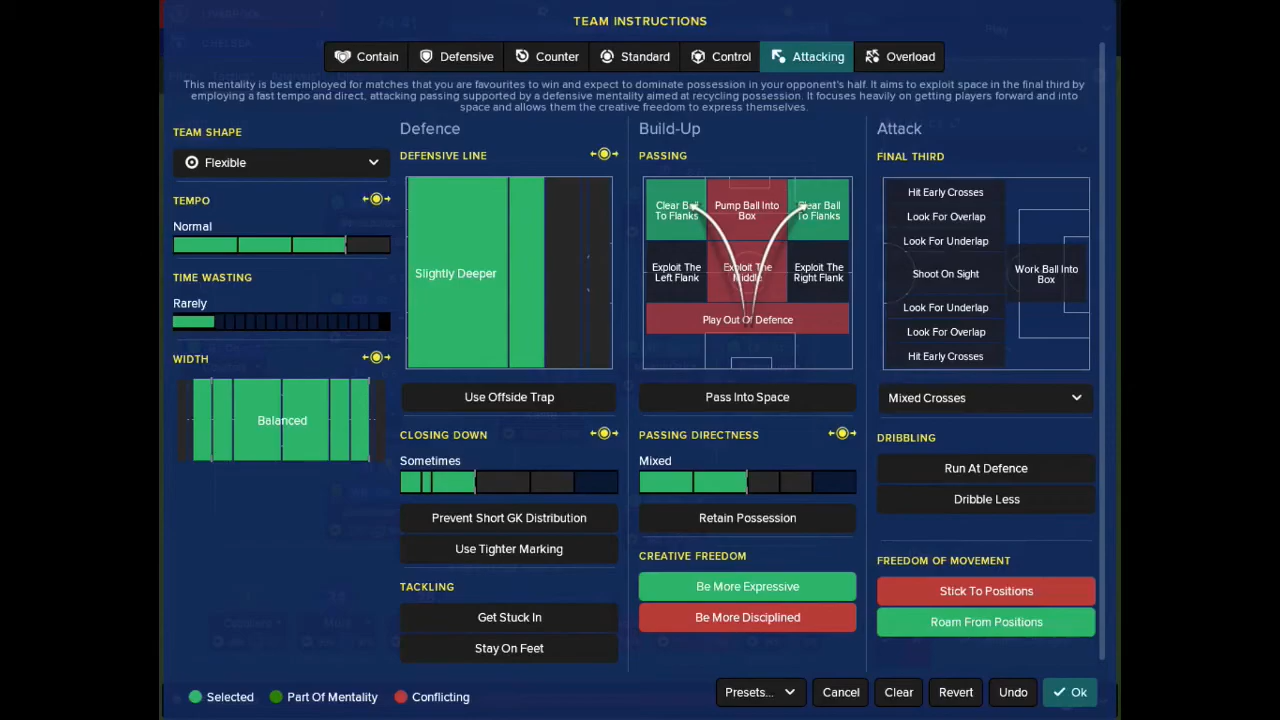 TEAM INSTRUCTIONS
Contain
Defensive
Counter
Standard
Control
Attacking
Overload
This mentality is best employed for matches that you are favourites to win and expect to dominate possession in your opponent's half. It aims to exploit space in the final third by
employing a fast tempo and direct, attacking passing supported by a defensive mentality aimed at recycling possession. It focuses heavily on getting players forward and into
space and allows them the creative freedom to express themselves.
TEAM SHAPE
Flexible
TEMPO
Normal
TIME WASTING
Rarely
WIDTH
Balanced
Defence
DEFENSIVE LINE
Slightly Deeper
Use Offside Trap
CLOSING DOWN
Sometimes
Prevent Short GK Distribution
Use Tighter Marking
TACKLING
Get Stuck In
Stay On Feet
Build-Up
PASSING
Clear Ball
To Flanks
Pump Ball Into
Box
Clear Ball
To Flanks
Exploit The
Left Flank
Exploit The
Middle
Exploit The
Right Flank
Play Out Of Defence
Pass Into Space
PASSING DIRECTNESS
Mixed
Retain Possession
CREATIVE FREEDOM
Be More Expressive
Be More Disciplined
Attack
FINAL THIRD
Hit Early Crosses
Look For Overlap
Look For Underlap
Shoot On Sight
Work Ball Into
Box
Look For Underlap
Look For Overlap
Hit Early Crosses
Mixed Crosses
DRIBBLING
Run At Defence
Dribble Less
FREEDOM OF MOVEMENT
Stick To Positions
Roam From Positions
Selected
Part Of Mentality
Conflicting
Presets...
Cancel
Clear
Revert
Undo
Ok